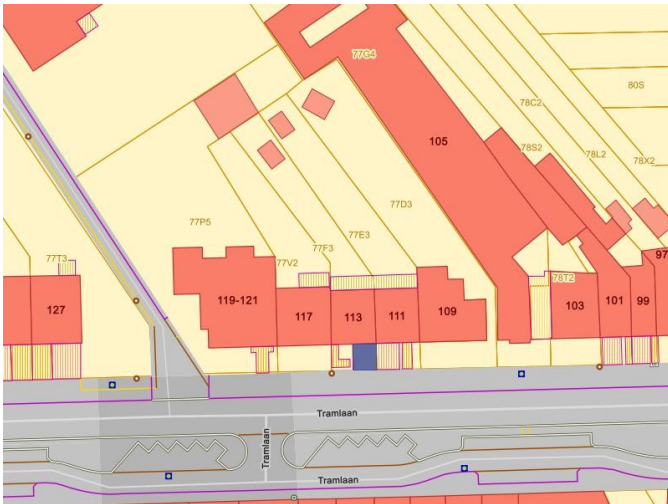 77G4
80S
78C2
105
78S2
78L2
78X2
77D3
77P5
77E3
77F3
77V2
77T3
97
78T2
127
119-121
117
113
111
109
103
101
99
Tramlaan
Tramlaan
Tramlaan